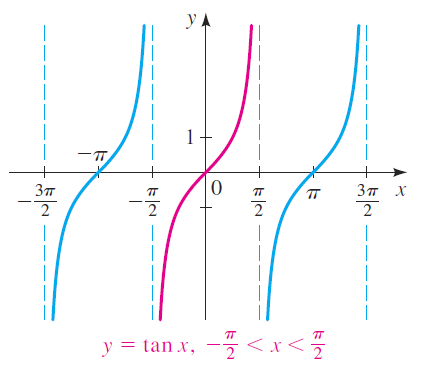 y
1
−π
−3π/2 −π/2 0 π/2 π 3π/2 x
y = tan x, −π/2 < x < π/2